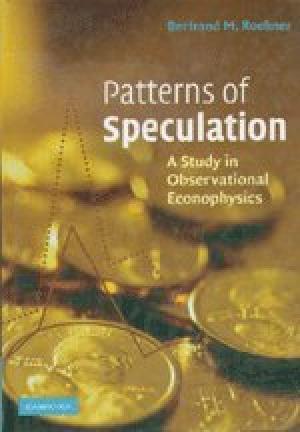 Bertrand M. Roehner
Patterns of
Speculation
A Study in
Observational
Econophysics
CAMBRIDGE